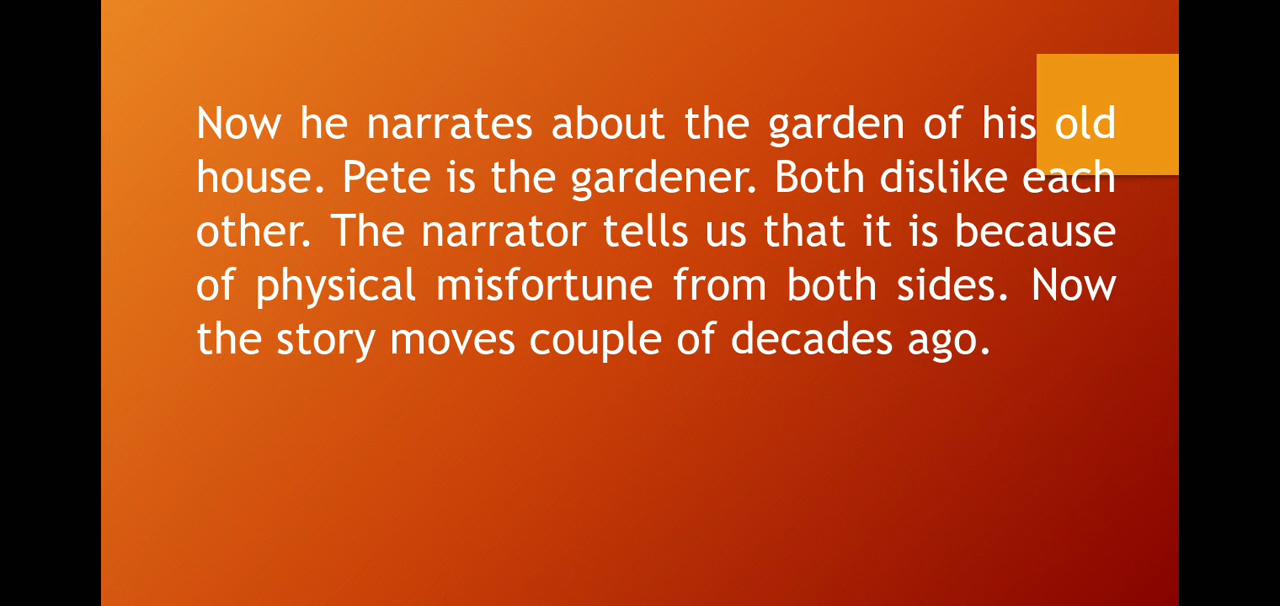 Now he narrates about the garden of his old
house. Pete is the gardener. Both dislike each
other. The narrator tells us that it is because
of physical misfortune from both sides. Now
the story moves couple of decades ago.